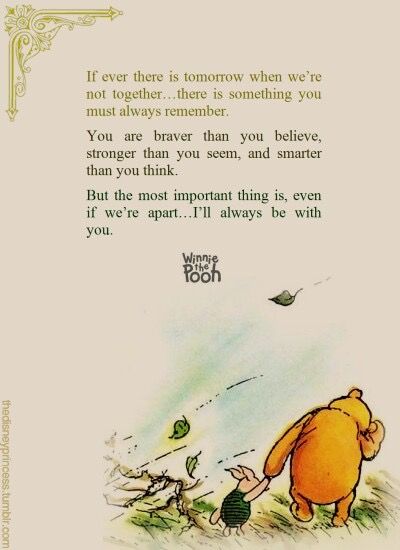 If ever there is tomorrow when we're
not together…there is something you
must always remember.
You are braver than you believe,
stronger than you seem, and smarter
than you think.
But the most important thing is, even
if we're apart…I'll always be with
you.
Winnie
the
Pooh
thedisneyprincess.tumblr.com